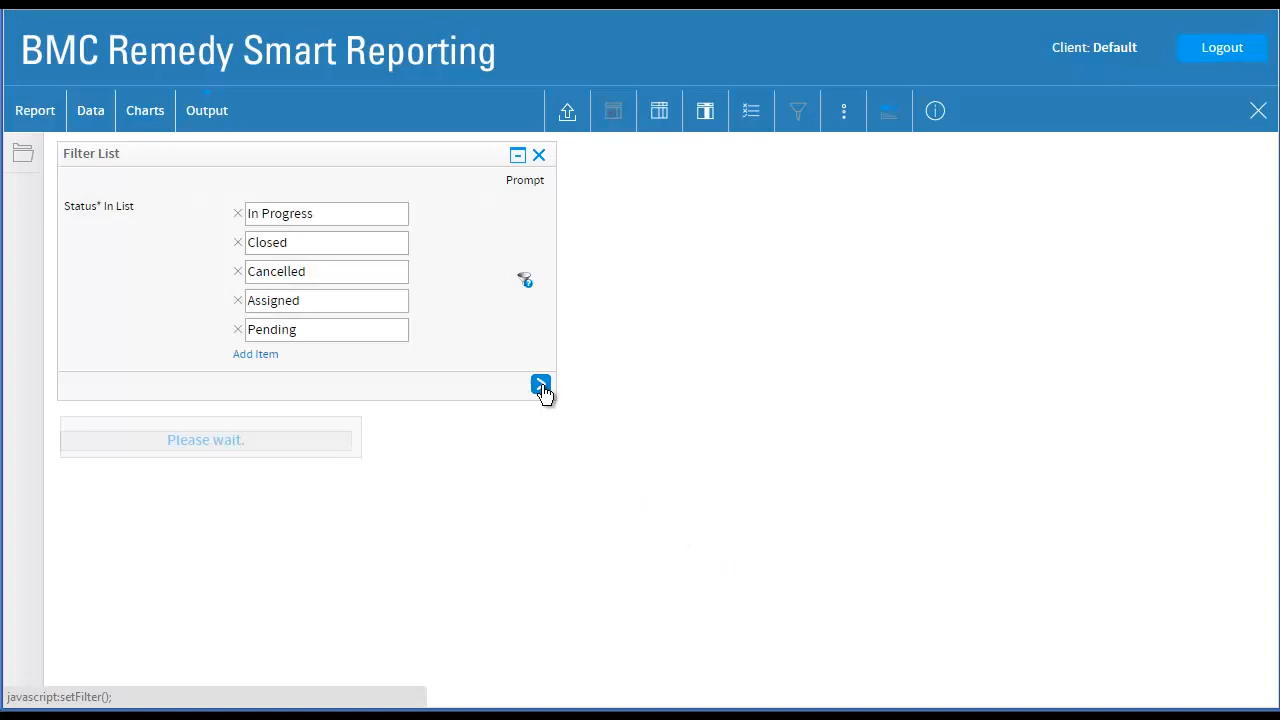 BMC Remedy Smart Reporting
Client: Default
Logout
Report
Data
Charts
Output
Filter List
Prompt
Status* In List
In Progress
Closed
Cancelled
Assigned
Pending
Add Item
Please wait.
javascript:setFilter();